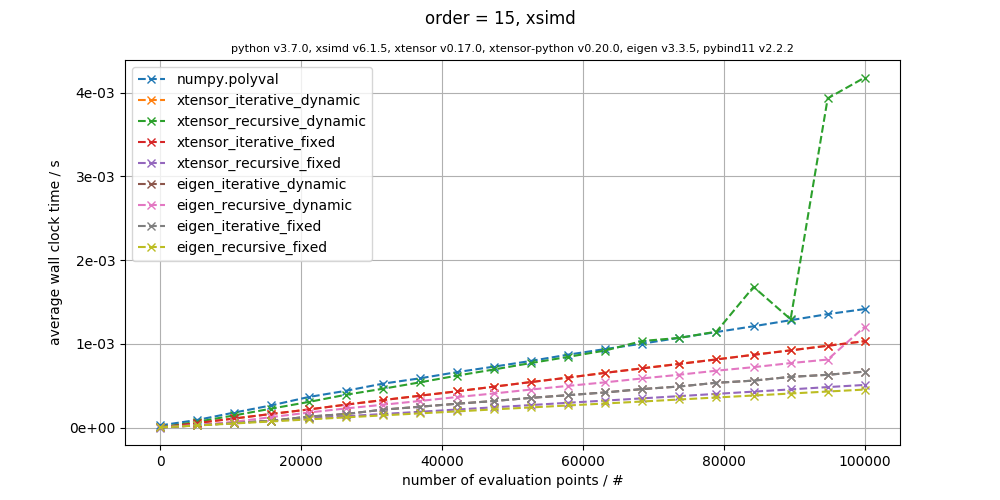 order = 15, xsimd
python v3.7.0, xsimd v6.1.5, xtensor v0.17.0, xtensor-python v0.20.0, eigen v3.3.5, pybind11 v2.2.2
numpy.polyval
xtensor_iterative_dynamic
xtensor_recursive_dynamic
xtensor_iterative_fixed
xtensor_recursive_fixed
eigen_iterative_dynamic
eigen_recursive_dynamic
eigen_iterative_fixed
eigen_recursive_fixed
average wall clock time / s
4e-03
3e-03
2e-03
1e-03
0e+00
0 20000 40000 60000 80000 100000
number of evaluation points / #